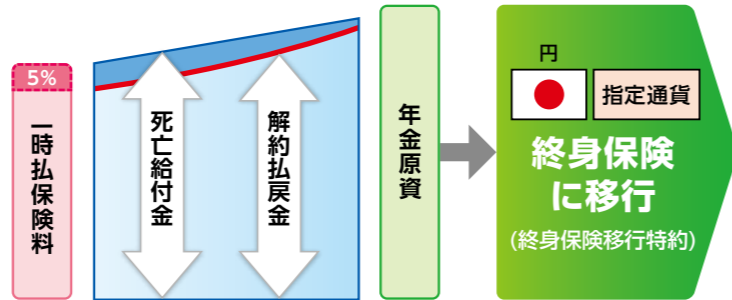 5%
一時払保険料
死亡給付金
解約払戻金
年金原資
円
指定通貨
終身保険
に移行
(終身保険移行特約)